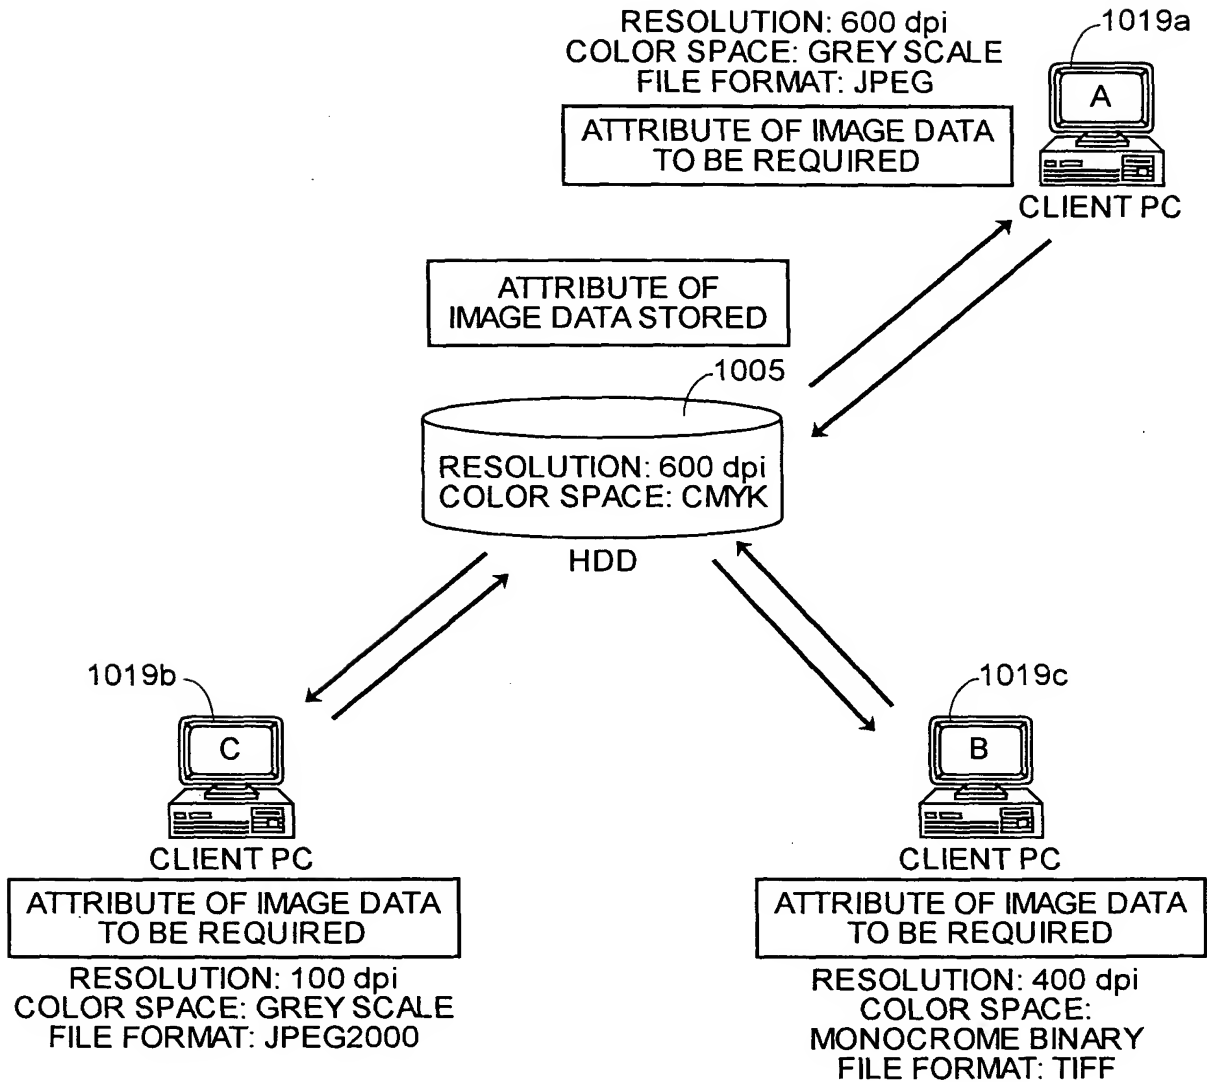 RESOLUTION: 600 dpi
COLOR SPACE: GREY SCALE
FILE FORMAT: JPEG
1019a
A
ATTRIBUTE OF IMAGE DATA
TO BE REQUIRED
CLIENT PC
ATTRIBUTE OF
IMAGE DATA STORED
1005
RESOLUTION: 600 dpi
COLOR SPACE: CMYK
HDD
1019b
C
CLIENT PC
ATTRIBUTE OF IMAGE DATA
TO BE REQUIRED
RESOLUTION: 100 dpi
COLOR SPACE: GREY SCALE
FILE FORMAT: JPEG2000
1019c
B
CLIENT PC
ATTRIBUTE OF IMAGE DATA
TO BE REQUIRED
RESOLUTION: 400 dpi
COLOR SPACE:
MONOCROME BINARY
FILE FORMAT: TIFF